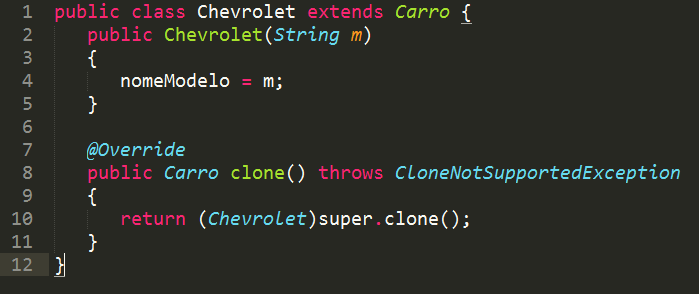 1 public class Chevrolet extends Carro {
2    public Chevrolet(String m)
3    {
4       nomeModelo = m;
5    }
6
7    @Override
8    public Carro clone() throws CloneNotSupportedException
9    {
10       return (Chevrolet)super.clone();
11    }
12 }